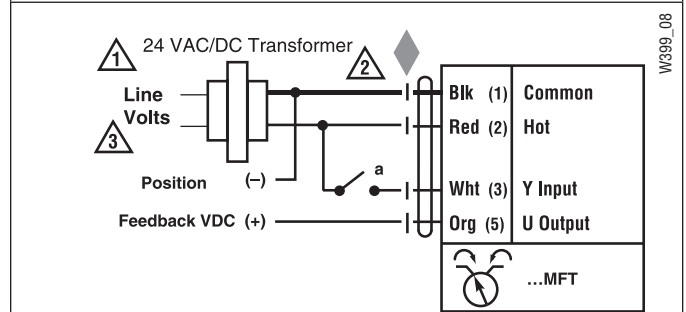 W399_08
1 24 VAC/DC Transformer
2
Line
Volts
3
Blk (1) Common
Red (2) Hot
a
Position (–)
Wht (3) Y Input
Feedback VDC (+)
Org (5) U Output
...MFT